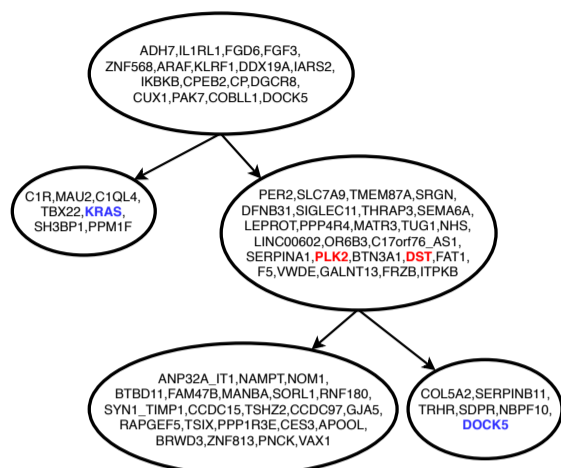 ADH7,IL1RL1,FGD6,FGF3,
ZNF568,ARAF,KLRF1,DDX19A,IARS2,
IKBKB,CPEB2,CP,DGCR8,
CUX1,PAK7,COBLL1,DOCK5
C1R,MAU2,C1QL4,
TBX22,KRAS,
SH3BP1,PPM1F
PER2,SLC7A9,TMEM87A,SRGN,
DFNB31,SIGLEC11,THRAP3,SEMA6A,
LEPROT,PPP4R4,MATR3,TUG1,NHS,
LINC00602,OR6B3,C17orf76_AS1,
SERPINA1,PLK2,BTN3A1,DST,FAT1,
F5,VWDE,GALNT13,FRZB,ITPKB
ANP32A_IT1,NAMPT,NOM1,
BTBD11,FAM47B,MANBA,SORL1,RNF180,
SYN1_TIMP1,CCDC15,TSHZ2,CCDC97,GJA5,
RAPGEF5,TSIX,PPP1R3E,CES3,APOOL,
BRWD3,ZNF813,PNCK,VAX1
COL5A2,SERPINB11,
TRHR,SDPR,NBPF10,
DOCK5